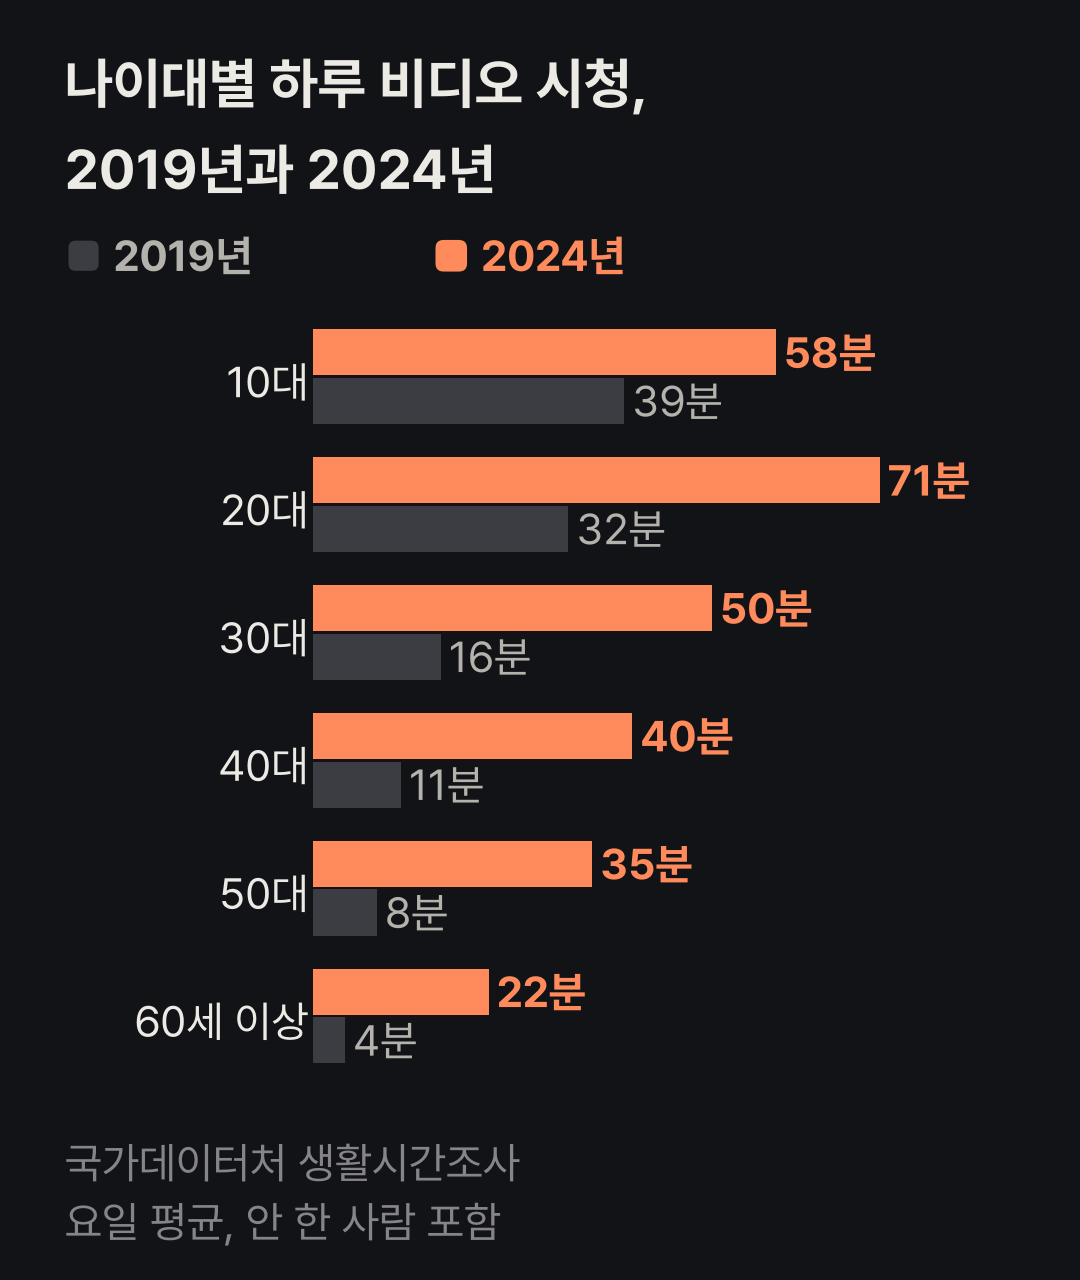 나이대별 하루 비디오 시청,
2019년과 2024년
2019년 2024년
58분
10대
39분
71분
20대
32분
50분
30대
16분
40분
40대
11분
35분
50대
8분
22분
60세 이상
4분
국가데이터처 생활시간조사
요일 평균, 안 한 사람 포함